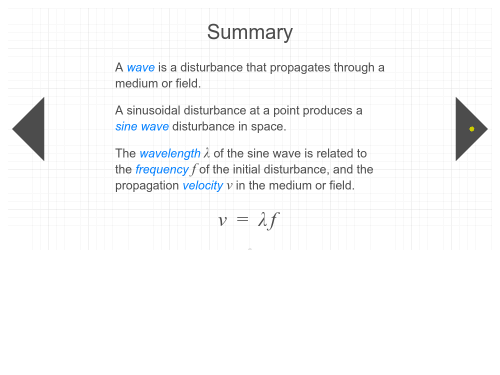 Summary
A wave is a disturbance that propagates through a
medium or field.
A sinusoidal disturbance at a point produces a
sine wave disturbance in space.
The wavelength λ of the sine wave is related to
the frequency f of the initial disturbance, and the
propagation velocity v in the medium or field.
v = λf